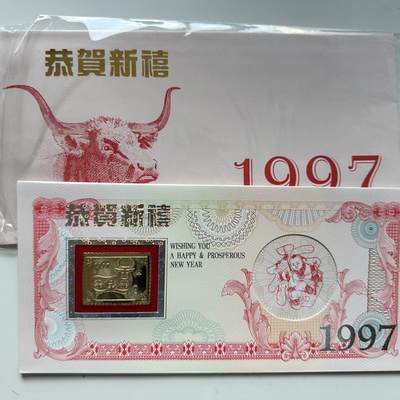 恭賀新禧
1997
恭賀新禧
WISHING YOU
A HAPPY & PROSPEROUS
NEW YEAR
1997